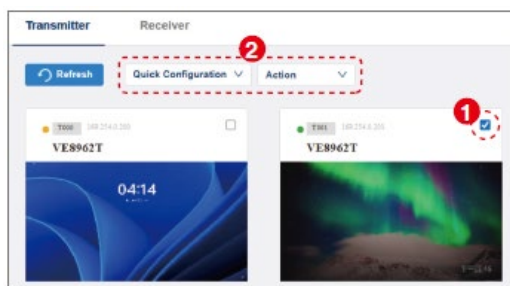 Transmitter Receiver
2
Refresh Quick Configuration Action
1
T000
T001
VE8962T VE8962T
04:14